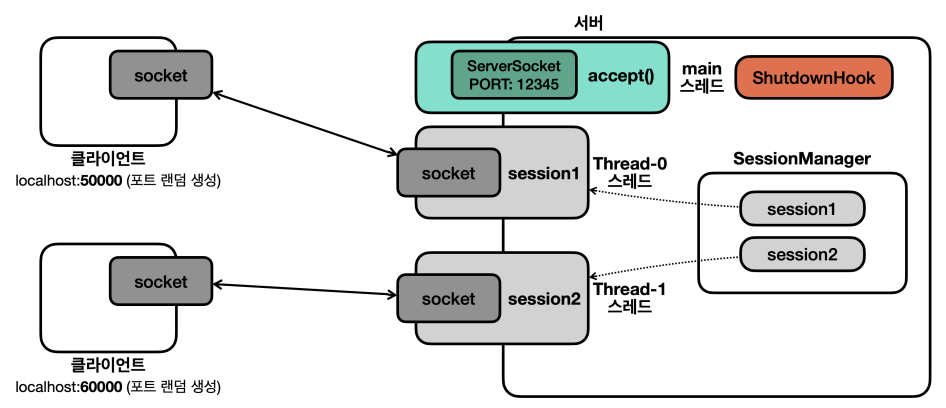 서버
socket
클라이언트
localhost:50000 (포트 랜덤 생성)
ServerSocket
PORT: 12345
accept()
main
스레드
ShutdownHook
socket
session1
Thread-0
스레드
SessionManager
session1
session2
socket
클라이언트
localhost:60000 (포트 랜덤 생성)
socket
session2
Thread-1
스레드